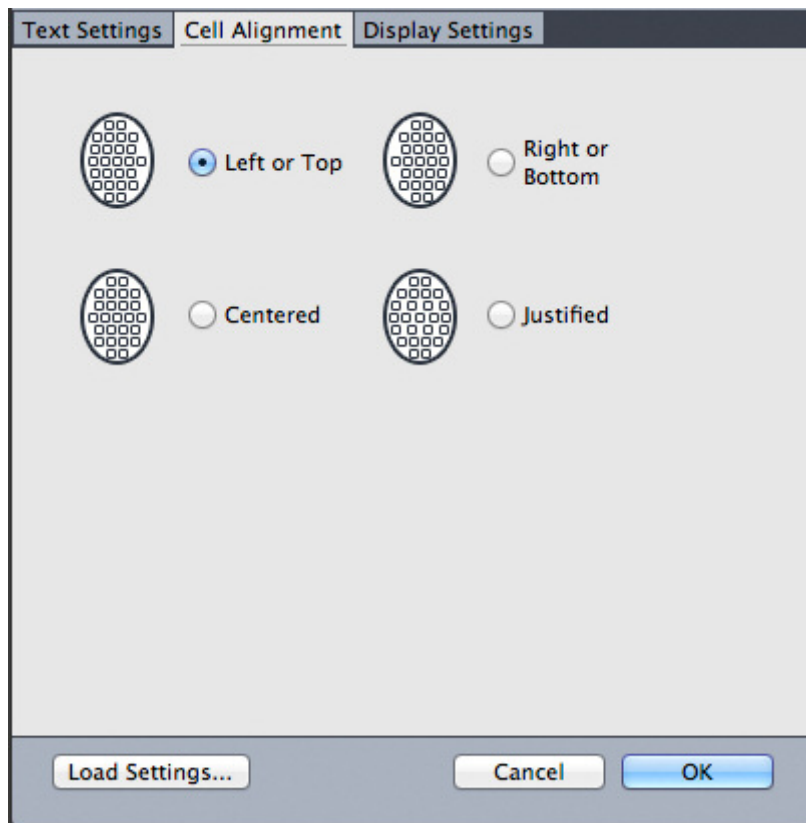 Text Settings Cell Alignment Display Settings
Left or Top
Right or
Bottom
Centered
Justified
Load Settings... Cancel OK